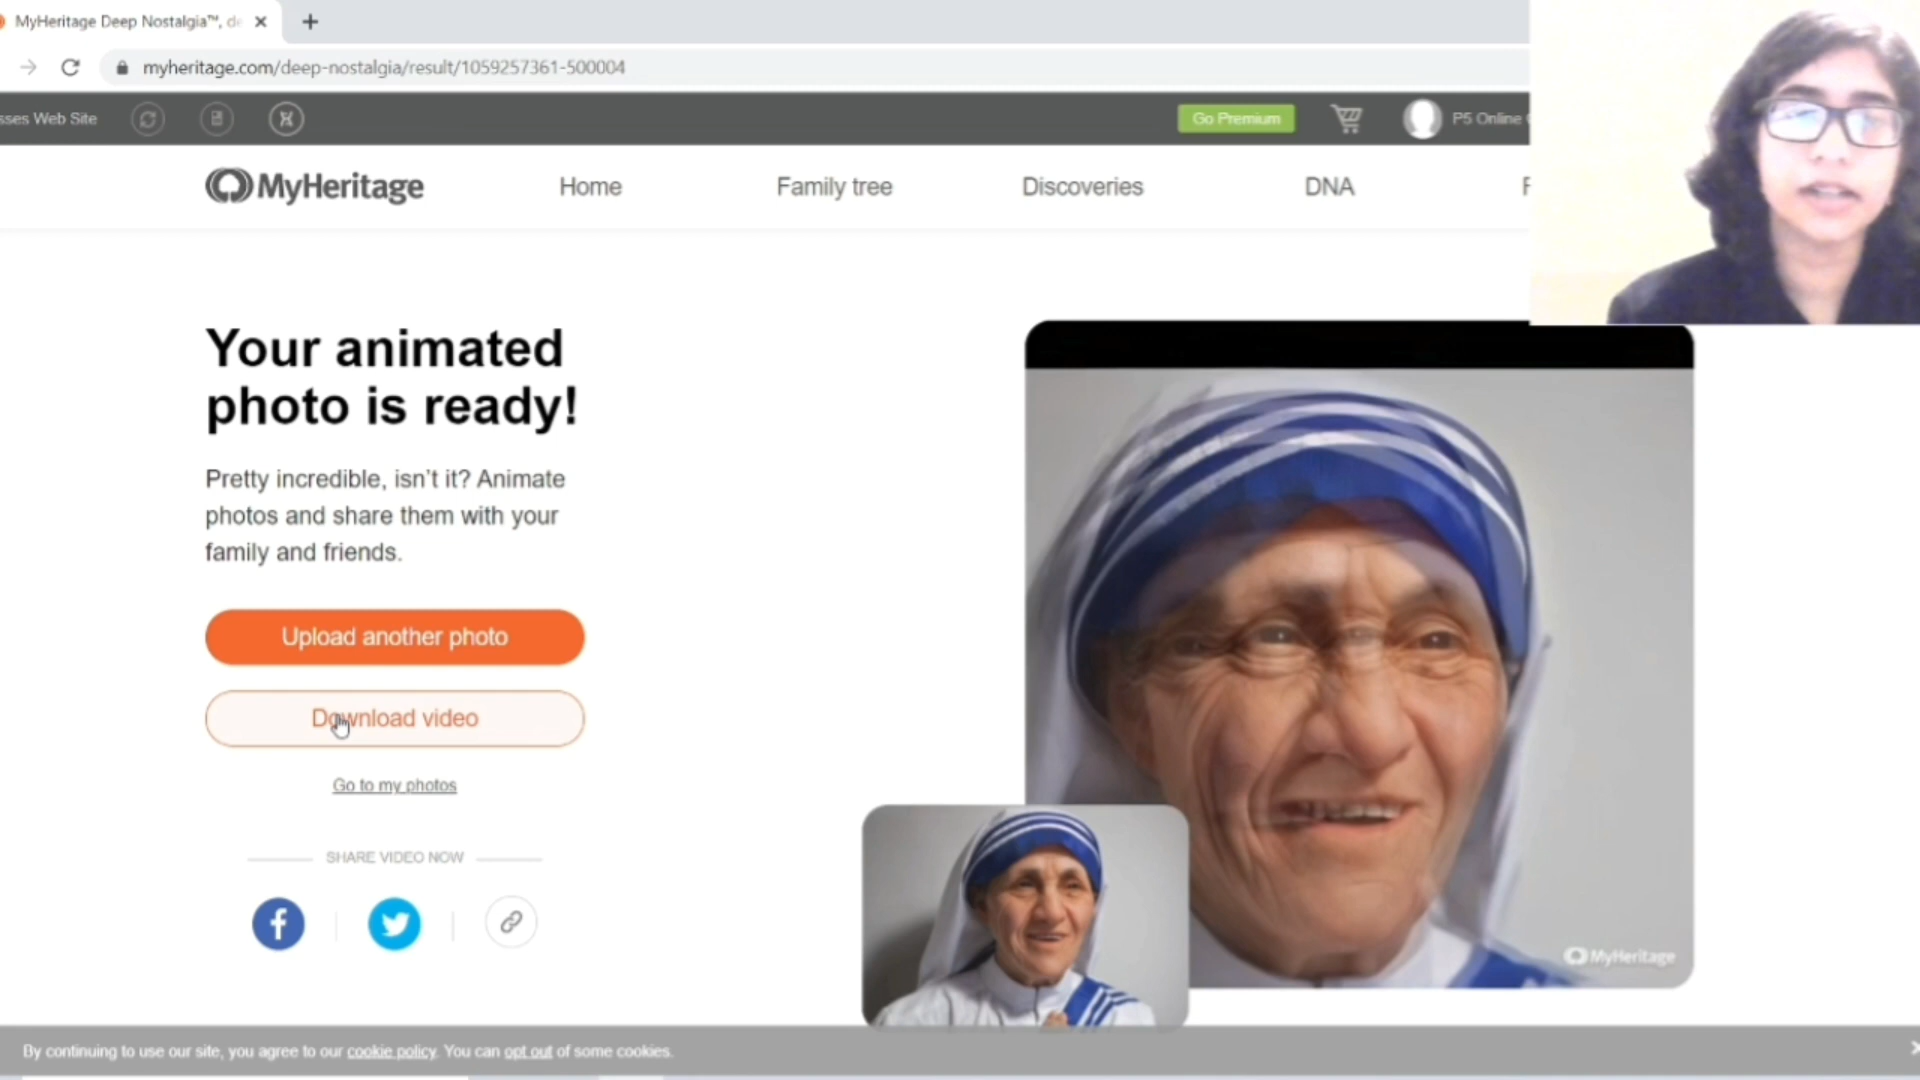 MyHeritage Deep Nostalgia™, de
myheritage.com/deep-nostalgia/result/1059257361-500004
sses Web Site
Go Premium
P5 Online
MyHeritage
Home
Family tree
Discoveries
DNA
F
Your animated
photo is ready!
Pretty incredible, isn't it? Animate
photos and share them with your
family and friends.
Upload another photo
Download video
Go to my photos
SHARE VIDEO NOW
MyHeritage
By continuing to use our site, you agree to our cookie policy. You can opt out of some cookies.